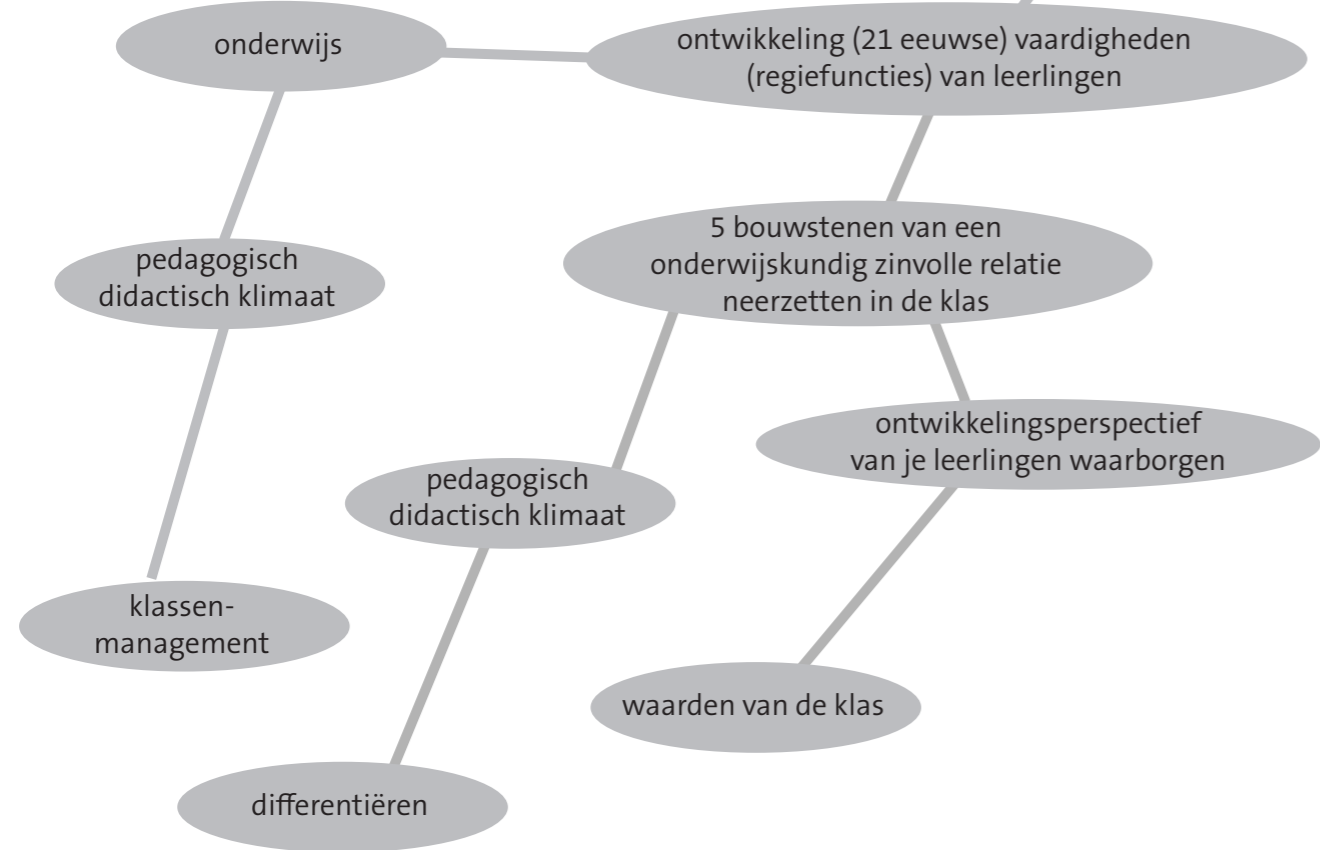 onderwijs
ontwikkeling (21 eeuwse) vaardigheden
(regiefuncties) van leerlingen
5 bouwstenen van een
onderwijskundig zinvolle relatie
neerzetten in de klas
pedagogisch
didactisch klimaat
ontwikkelingsperspectief
van je leerlingen waarborgen
pedagogisch
didactisch klimaat
klassen-
management
waarden van de klas
differentiëren